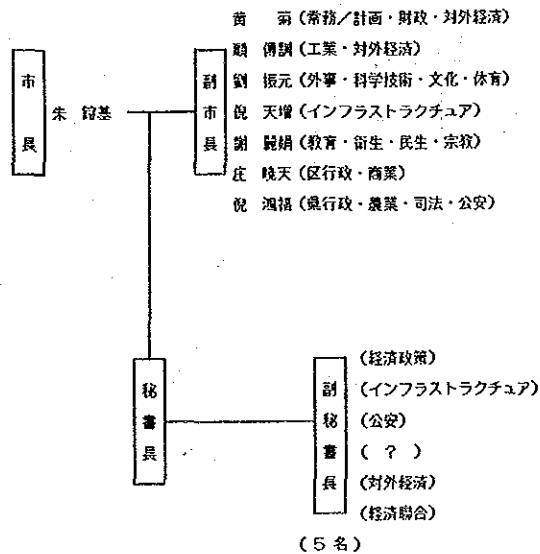 市長
朱 鎔基
副市長
黄 菊 (常務/計画・財政・対外経済)
顧 傳訓 (工業・対外経済)
劉 振元 (外事・科学技術・文化・体育)
倪 天増 (インフラストラクチュア)
謝 麗娟 (教育・衛生・民生・宗教)
庄 暁天 (区行政・商業)
倪 鴻福 (県行政・農業・司法・公安)
秘書長
副秘書長
(経済政策)
(インフラストラクチュア)
(公安)
( ? )
(対外経済)
(経済聯合)
(5名)